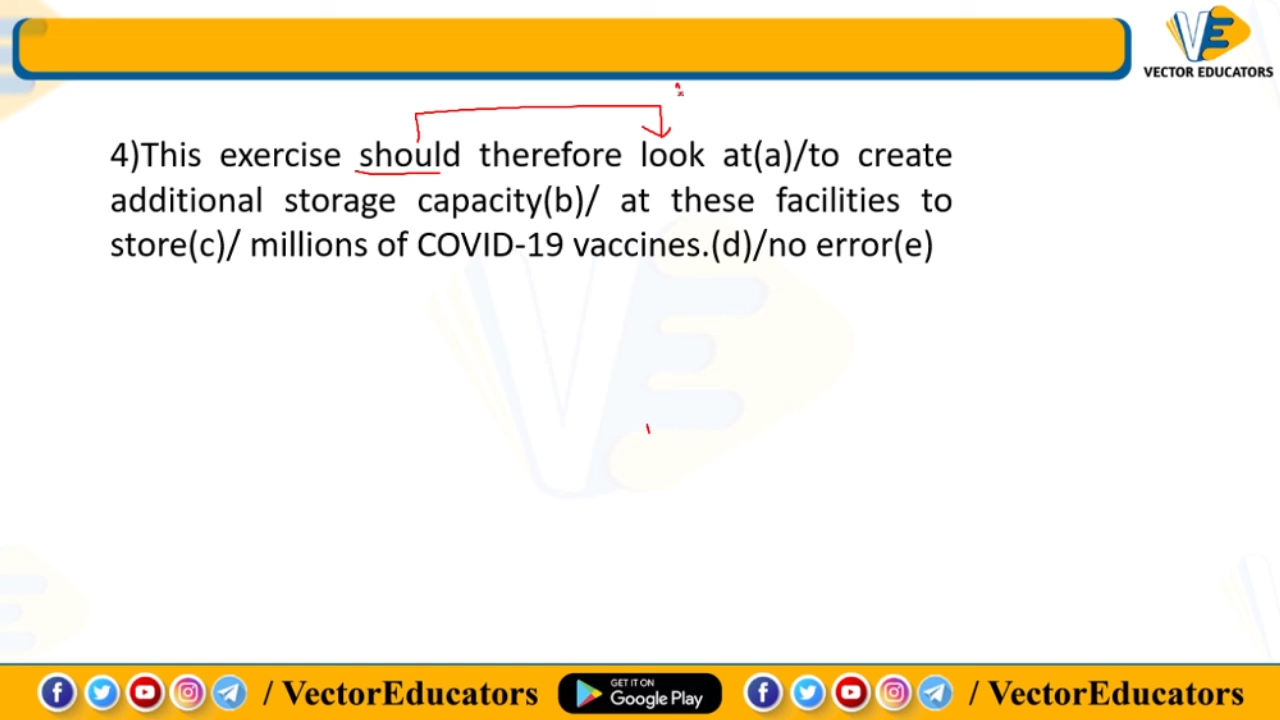 VE
VECTOR EDUCATORS
4)This exercise should therefore look at(a)/to create
additional storage capacity(b)/ at these facilities to
store(c)/ millions of COVID-19 vaccines.(d)/no error(e)
/ VectorEducators
GET IT ON
Google Play
/ VectorEducators